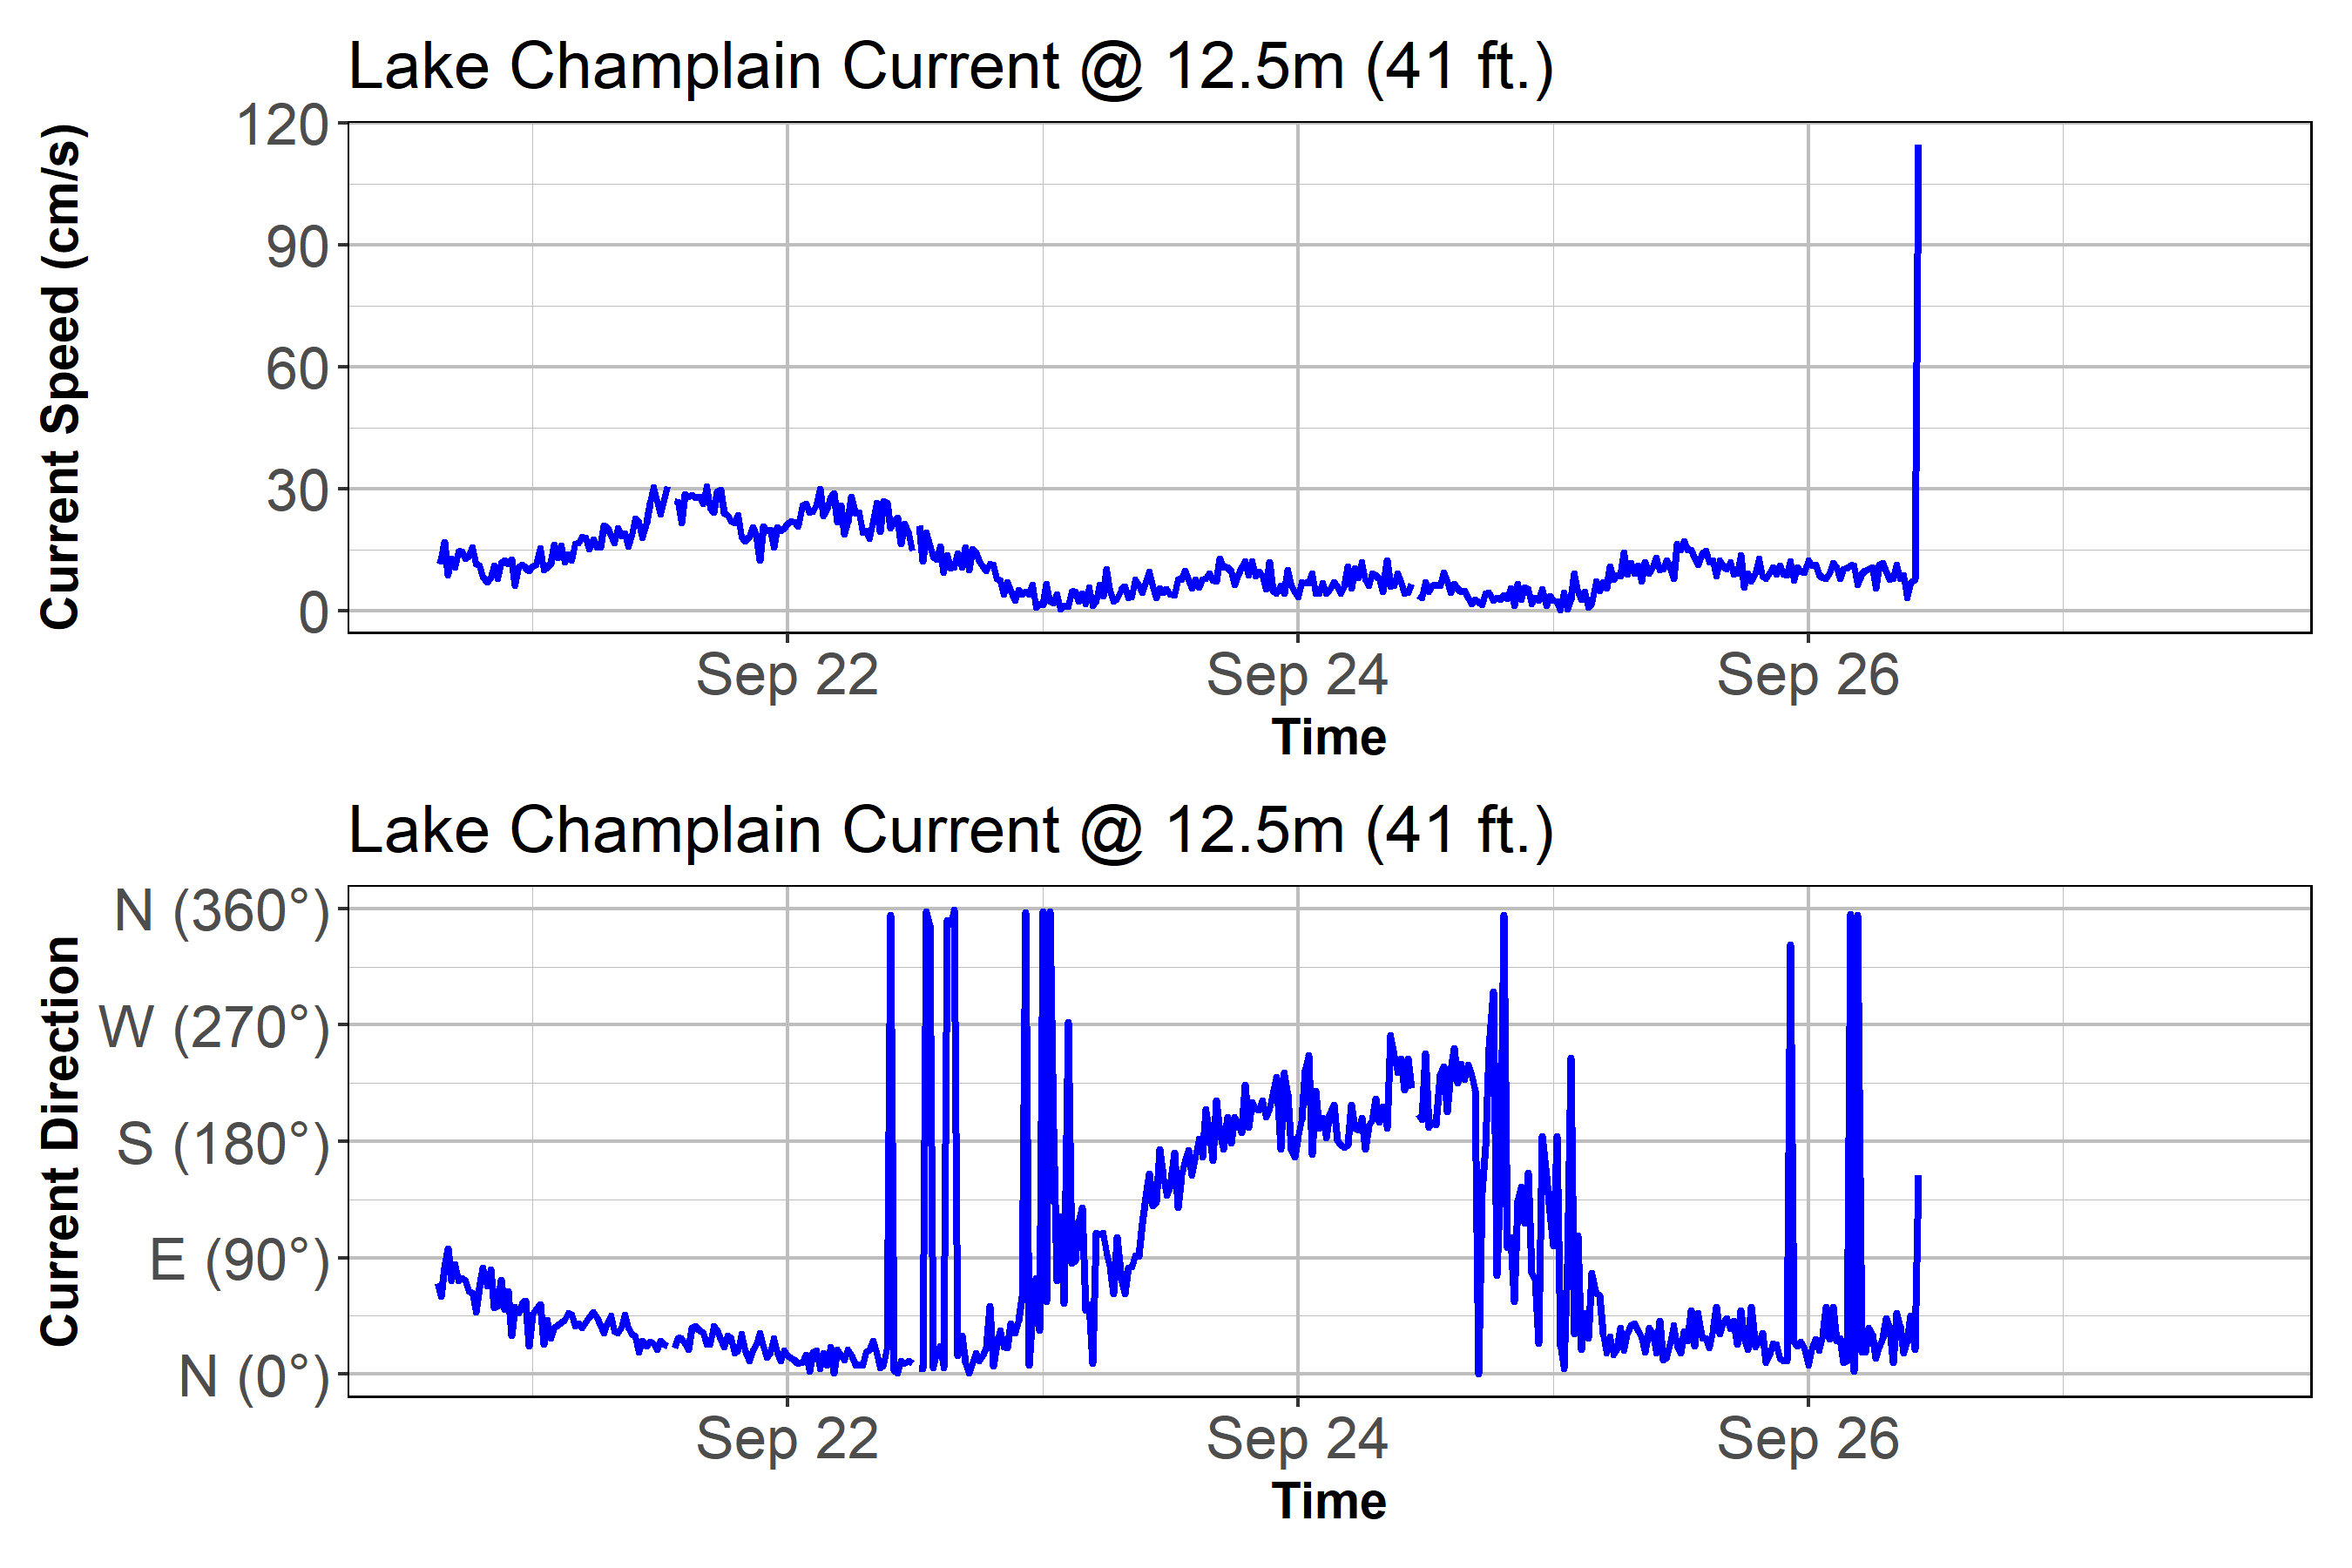 Lake Champlain Current @ 12.5m (41 ft.)
Current Speed (cm/s)
120
90
60
30
0
Sep 22 Sep 24 Sep 26
Time
Lake Champlain Current @ 12.5m (41 ft.)
Current Direction
N (360°)
W (270°)
S (180°)
E (90°)
N (0°)
Sep 22 Sep 24 Sep 26
Time